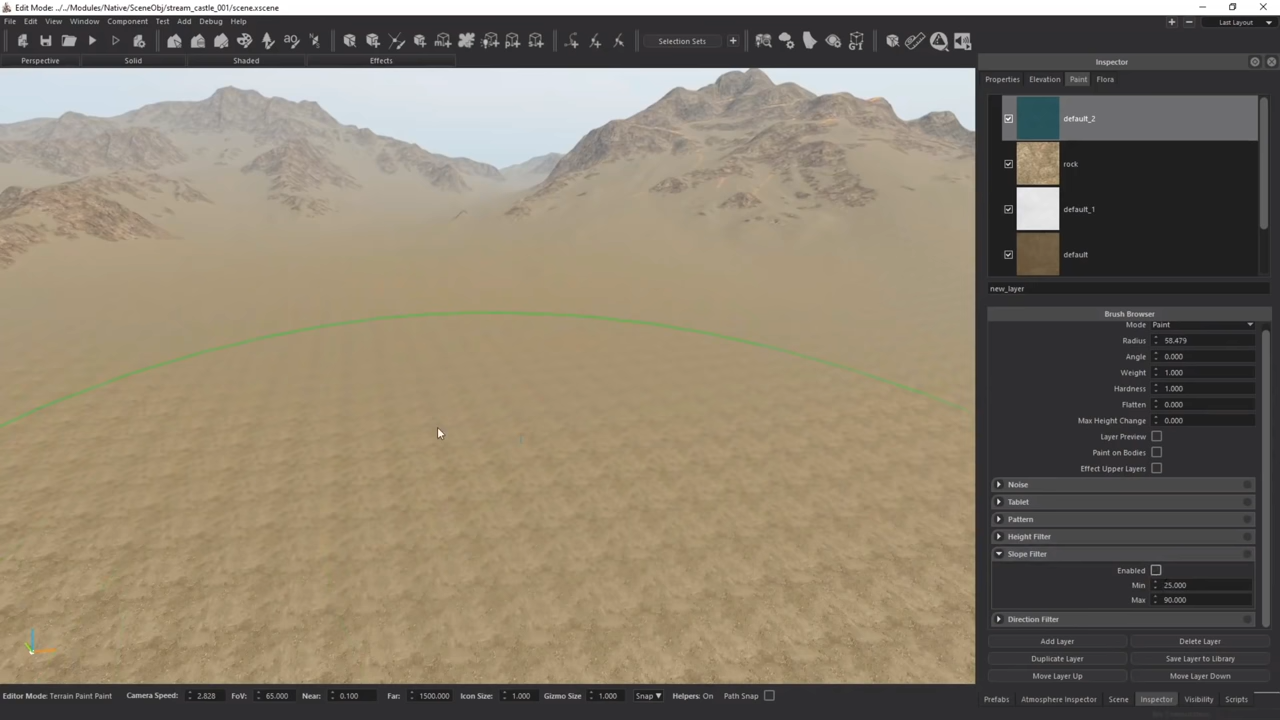 Edit Mode: ../../Modules/Native/SceneObj/stream_castle_001/scene.xscene
File Edit View Window Component Test Add Debug Help
Last Layout
Selection Sets
Perspective Solid Shaded Effects
Inspector
Properties Elevation Paint Flora
default_2
rock
default_1
default
new_layer
Brush Browser
Mode Paint
Radius 58.479
Angle 0.000
Weight 1.000
Hardness 1.000
Flatten 0.000
Max Height Change 0.000
Layer Preview
Paint on Bodies
Effect Upper Layers
Noise
Tablet
Pattern
Height Filter
Slope Filter
Enabled
Min 25.000
Max 90.000
Direction Filter
Add Layer Delete Layer
Duplicate Layer Save Layer to Library
Move Layer Up Move Layer Down
Editor Mode: Terrain Paint Paint Camera Speed: 2.828 FoV: 65.000 Near: 0.100 Far: 1500.000 Icon Size: 1.000 Gizmo Size 1.000 Snap Helpers: On Path Snap
Prefabs Atmosphere Inspector Scene Inspector Visibility Scripts